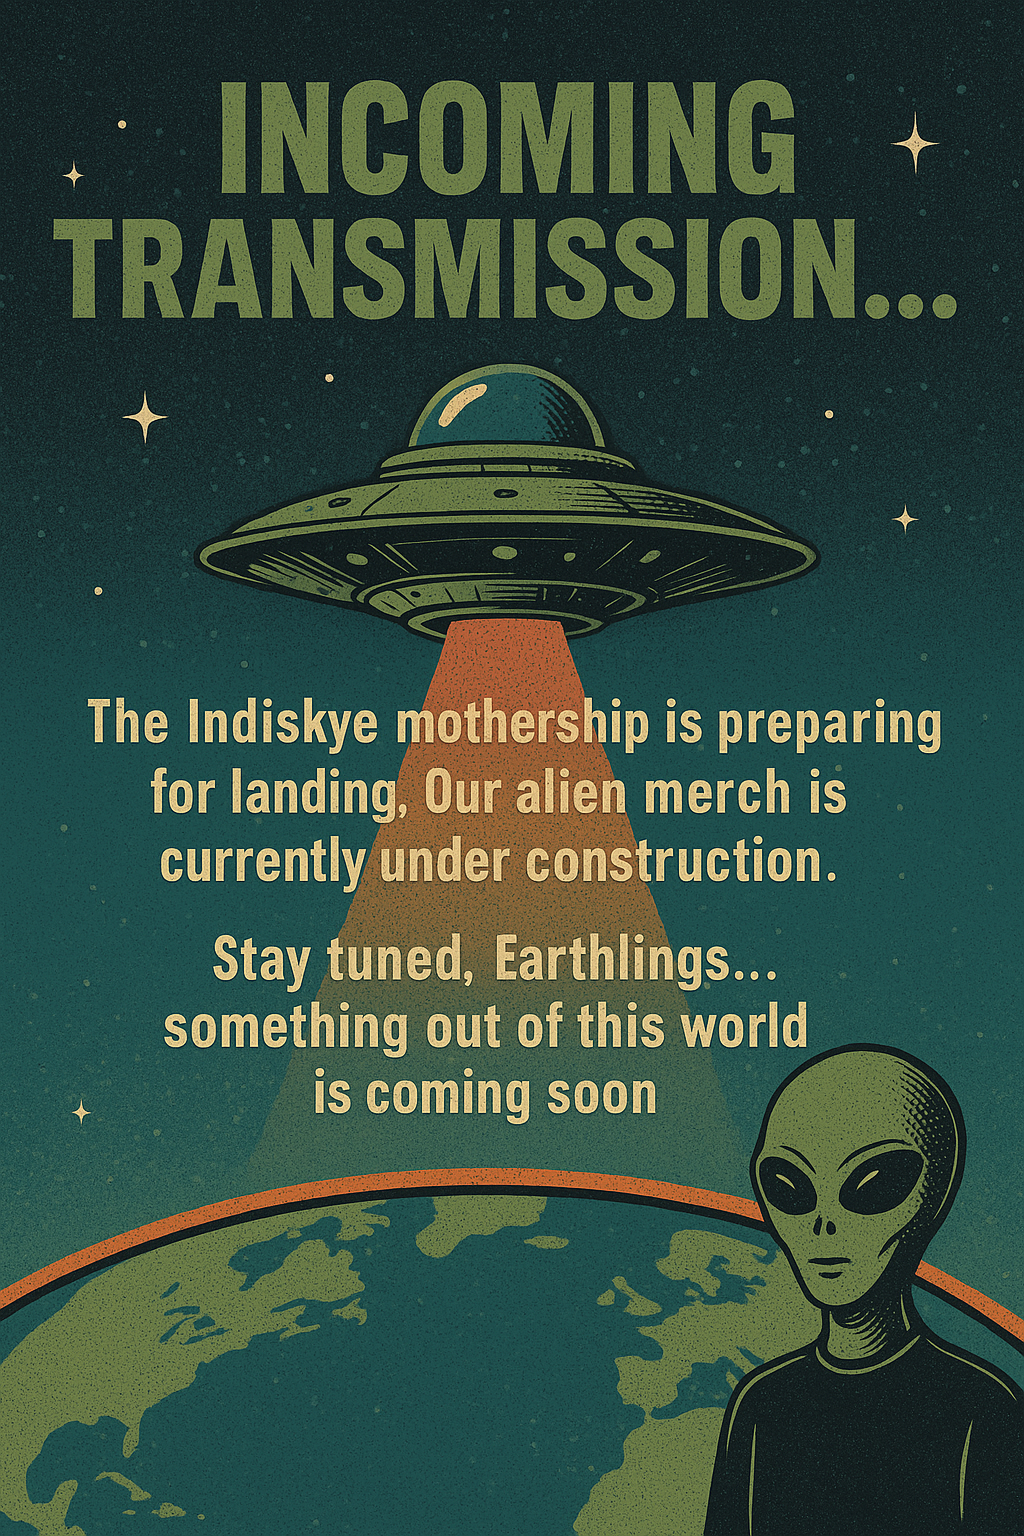 INCOMING
TRANSMISSION...
The Indiskye mothership is preparing
for landing, Our alien merch is
currently under construction.
Stay tuned, Earthlings...
something out of this world
is coming soon